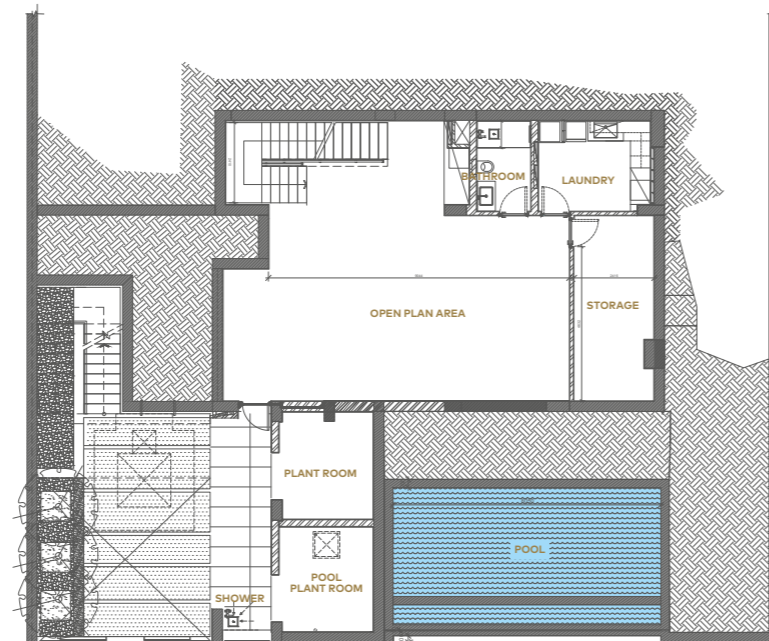 BATHROOM
LAUNDRY
STORAGE
OPEN PLAN AREA
PLANT ROOM
POOL
POOL
PLANT ROOM
SHOWER